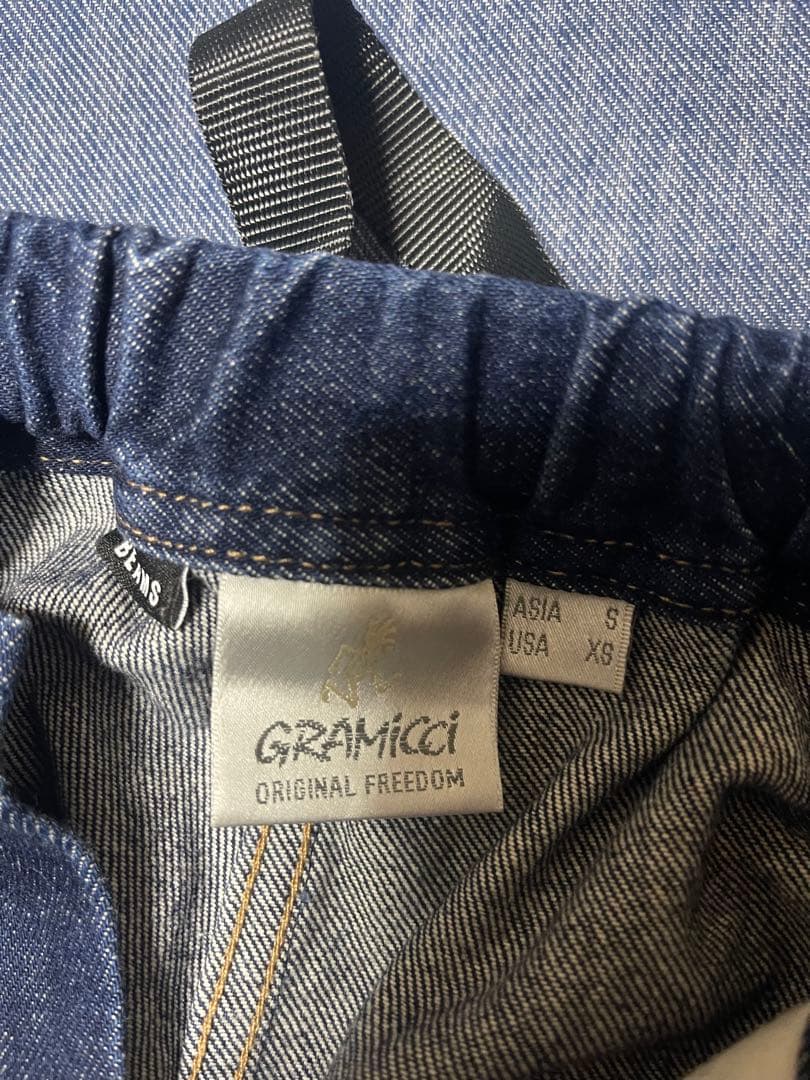 BEAMS
GRAMiCCi
ORIGINAL FREEDOM
ASIA S
USA XS